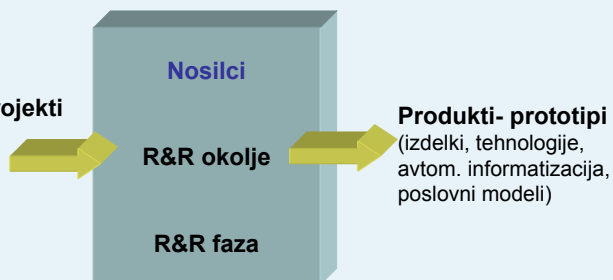 Nosilci
ojekti
R&R okolje
R&R faza
Produkti- prototipi
(izdelki, tehnologije,
avtom. informatizacija,
poslovni modeli)